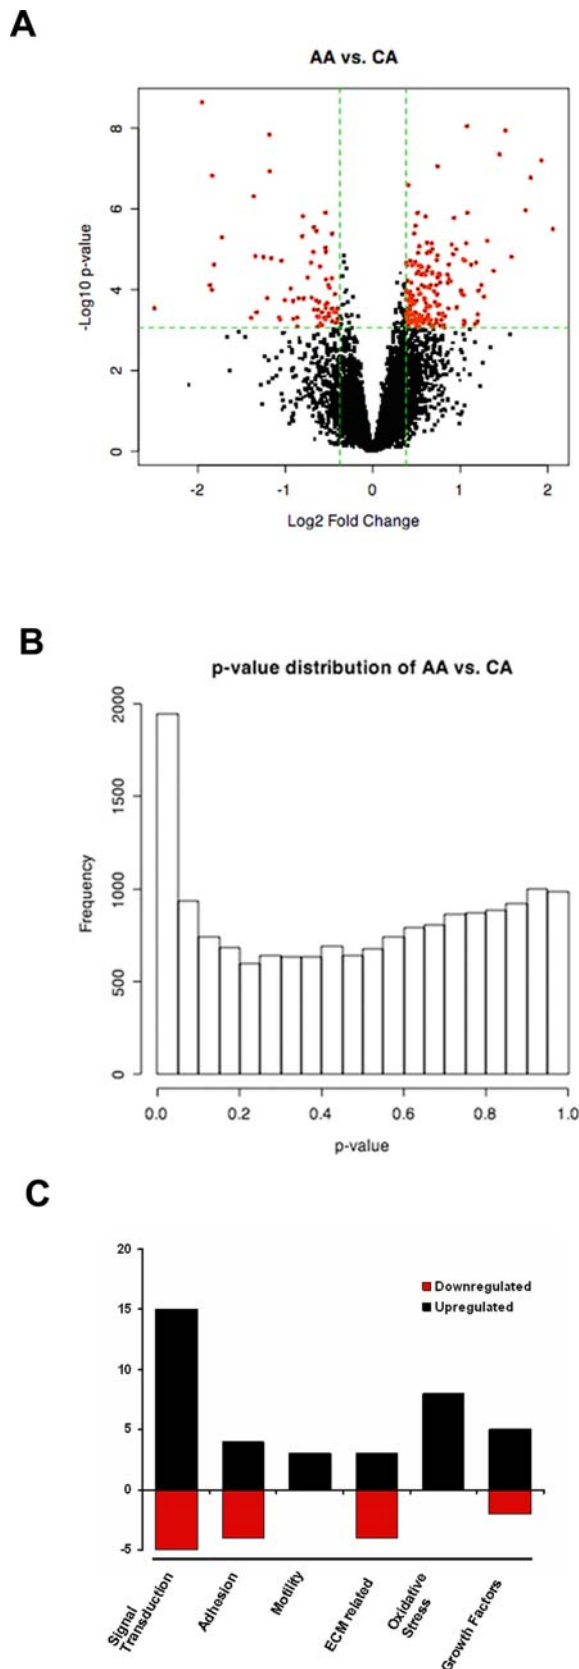 A
AA vs. CA
-Log10 p-value
8
6
4
2
0
-2 -1 0 1 2
Log2 Fold Change
B
p-value distribution of AA vs. CA
Frequency
2000
1500
1000
500
0
0.0 0.2 0.4 0.6 0.8 1.0
p-value
C
20
15
10
5
0
-5
Downregulated
Upregulated
Signal
Transduction
Adhesion
Motility
ECM related
Oxidative
Stress
Growth Factors